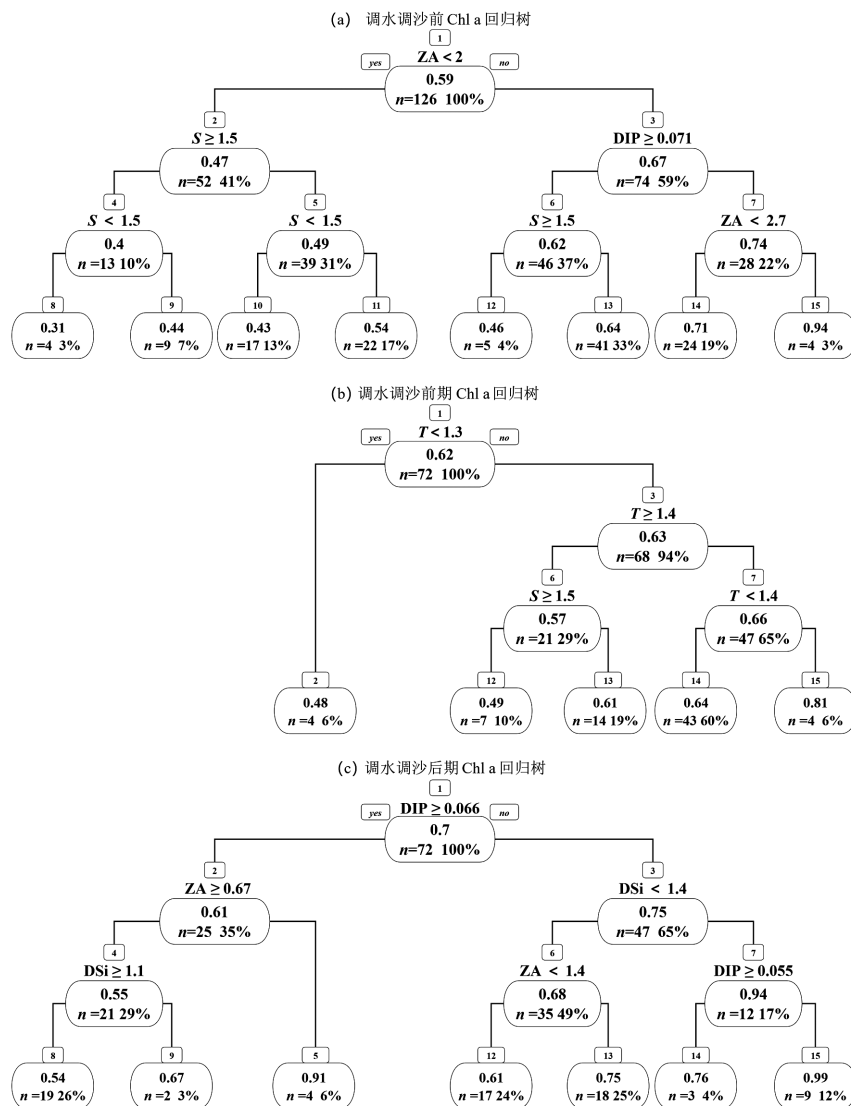 (a) 调水调沙前 Chl a 回归树
1
yes ZA < 2 no
0.59
n=126 100%
2 3
S ≥ 1.5 DIP ≥ 0.071
0.47 0.67
n=52 41% n=74 59%
4 5 6 7
S < 1.5 S < 1.5 S ≥ 1.5 ZA < 2.7
0.4 0.49 0.62 0.74
n =13 10% n =39 31% n =46 37% n =28 22%
8 9 10 11 12 13 14 15
0.31 0.44 0.43 0.54 0.46 0.64 0.71 0.94
n =4 3% n =9 7% n =17 13% n =22 17% n =5 4% n =41 33% n =24 19% n =4 3%
(b) 调水调沙前期 Chl a 回归树
1
yes T < 1.3 no
0.62
n=72 100%
3
T ≥ 1.4
0.63
n=68 94%
6 7
S ≥ 1.5 T < 1.4
0.57 0.66
n =21 29% n =47 65%
2 12 13 14 15
0.48 0.49 0.61 0.64 0.81
n =4 6% n =7 10% n =14 19% n =43 60% n =4 6%
(c) 调水调沙后期 Chl a 回归树
1
yes DIP ≥ 0.066 no
0.7
n=72 100%
2 3
ZA ≥ 0.67 DSi < 1.4
0.61 0.75
n=25 35% n=47 65%
4 6 7
DSi ≥ 1.1 ZA < 1.4 DIP ≥ 0.055
0.55 0.68 0.94
n =21 29% n =35 49% n =12 17%
8 9 5 12 13 14 15
0.54 0.67 0.91 0.61 0.75 0.76 0.99
n =19 26% n =2 3% n =4 6% n =17 24% n =18 25% n =3 4% n =9 12%